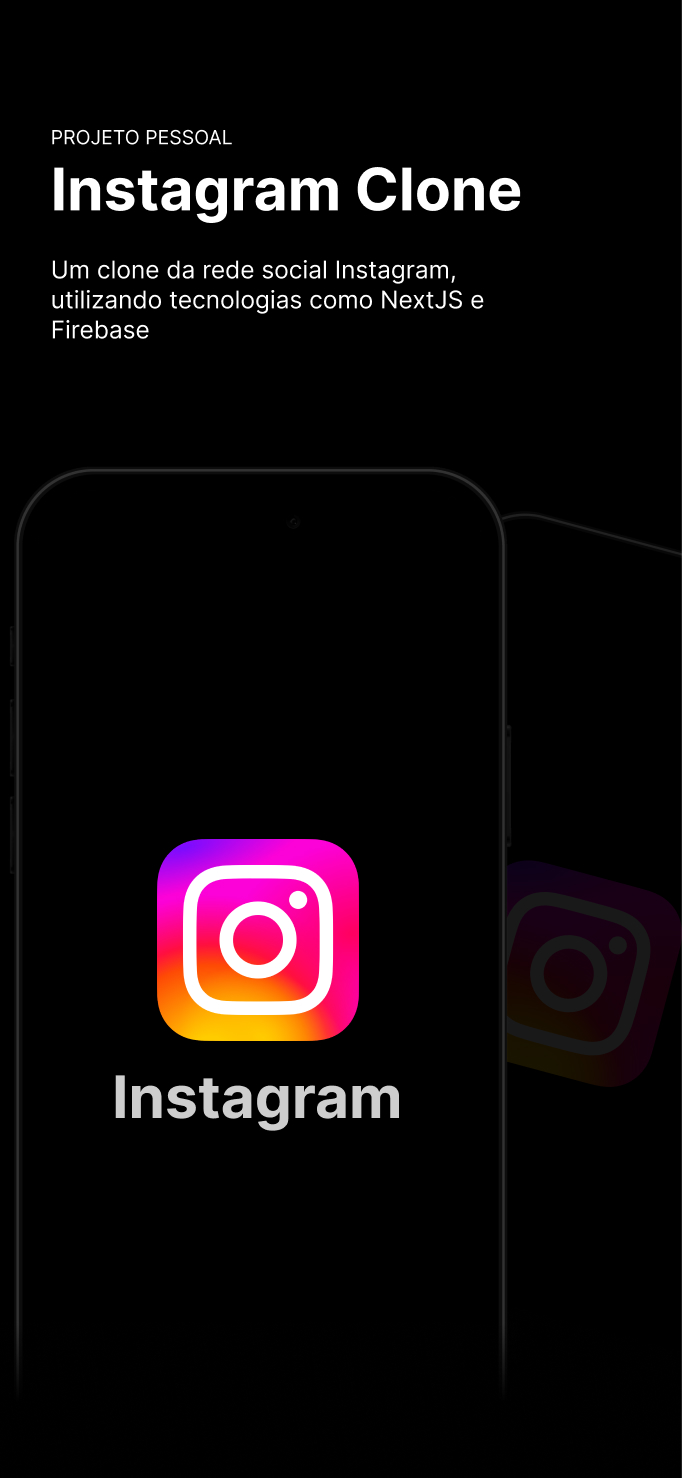 PROJETO PESSOAL
Instagram Clone
Um clone da rede social Instagram,
utilizando tecnologias como NextJS e
Firebase
Instagram